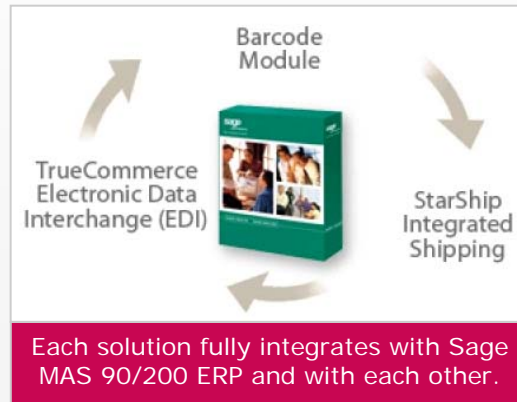 Barcode
Module
TrueCommerce
Electronic Data
Interchange (EDI)
sage
StarShip
Integrated
Shipping
Each solution fully integrates with Sage
MAS 90/200 ERP and with each other.